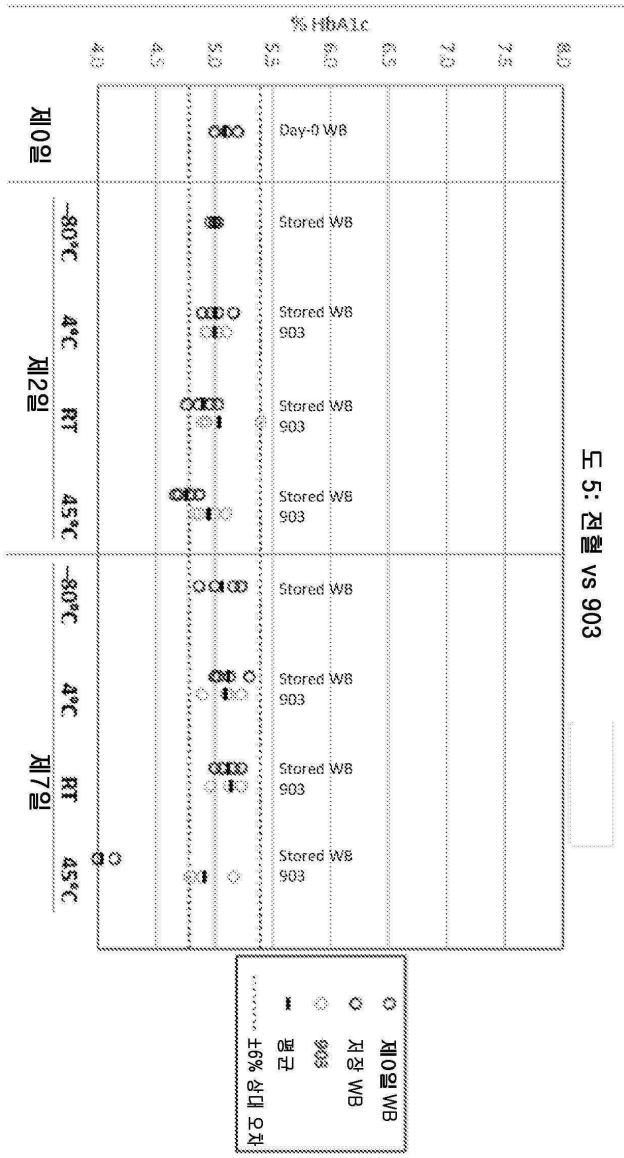 도 5: 전혈 vs 903
% HbA1c
8.0
7.5
7.0
6.5
6.0
5.5
5.0
4.5
4.0
Day-0 WB
Stored WB
Stored WB
903
Stored WB
903
Stored WB
903
Stored WB
Stored WB
903
Stored WB
903
Stored WB
903
제0일
-80℃
4℃
RT
45℃
-80℃
4℃
RT
45℃
제2일
제7일
제0일 WB
저장 WB
903
평균
±6% 상대 오차